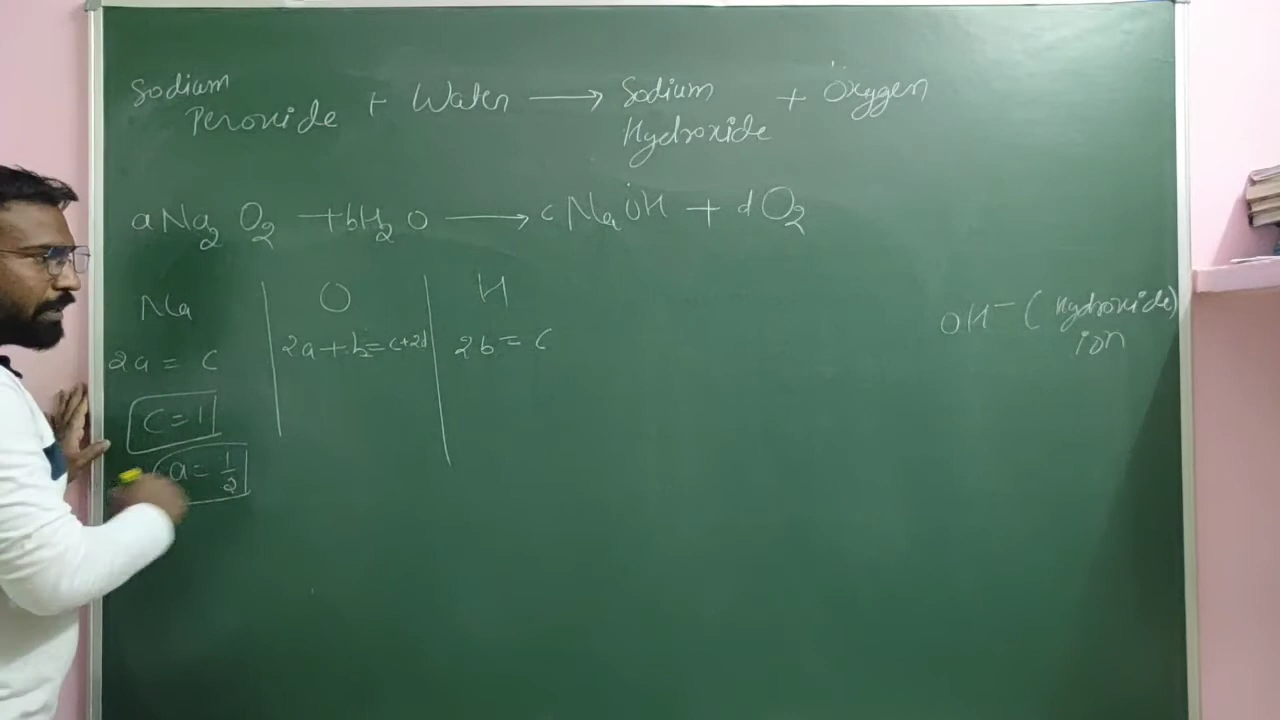 Sodium Peroxide + Water → Sodium Hydroxide + Oxygen
aNa₂O₂ + bH₂O → cNaOH + dO₂
Na | O | H
2a = c | 2a + b = c + 2d | 2b = c
c = 1
a = 1/2
OH⁻ (Hydroxide)
ion